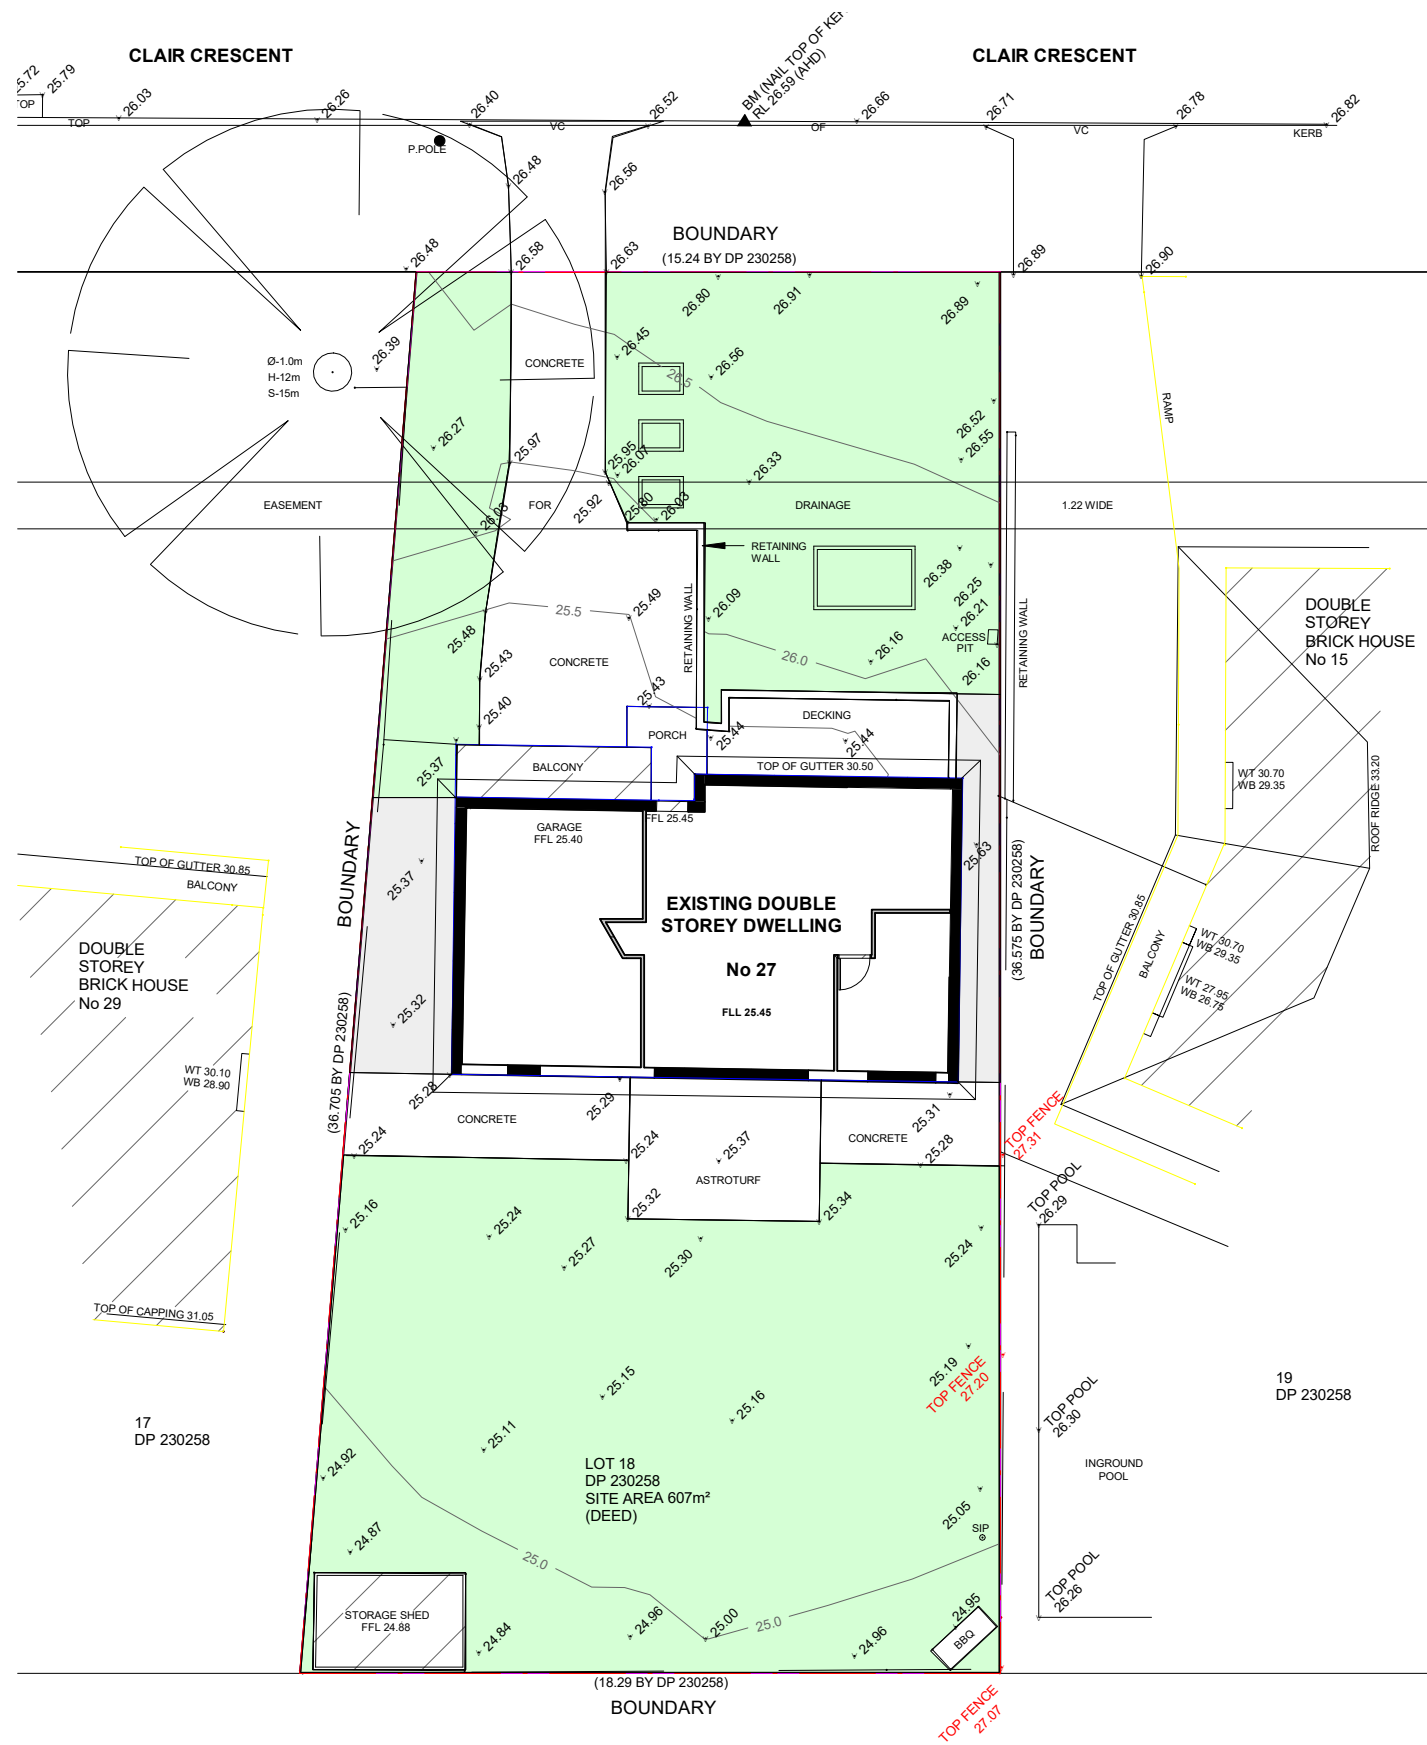 CLAIR CRESCENT
CLAIR CRESCENT
25.79
TOP
26.03
26.26
26.40
26.52
BM (NAIL TOP OF
RL 26.59 (AHD)
26.66
26.71
26.78
26.82
TOP
VC
OF
VC
KERB
P.POLE
26.48
26.56
BOUNDARY
(15.24 BY DP 230258)
26.48
26.58
26.63
26.80
26.91
26.89
26.89
26.90
Ø-1.0m
H-12m
S-15m
26.39
CONCRETE
26.45
26.56
26.5
26.52
26.55
RAMP
26.27
25.97
25.95
26.07
26.33
EASEMENT
FOR
DRAINAGE
1.22 WIDE
26.03
25.92
25.80
26.03
RETAINING
WALL
26.38
26.25
26.21
25.5
25.49
26.09
RETAINING WALL
ACCESS
PIT
RETAINING WALL
DOUBLE
STOREY
BRICK HOUSE
No 15
25.48
25.43
CONCRETE
26.0
26.16
26.16
25.40
25.43
PORCH
25.44
DECKING
25.44
25.37
BALCONY
TOP OF GUTTER 30.50
WT 30.70
WB 29.35
ROOF RIDGE 33.20
GARAGE
FFL 25.40
FFL 25.45
25.63
BOUNDARY
(36.705 BY DP 230258)
25.37
TOP OF GUTTER 30.85
BALCONY
EXISTING DOUBLE
STOREY DWELLING
No 27
FLL 25.45
(36.575 BY DP 230258)
BOUNDARY
TOP OF GUTTER 30.85
BALCONY
WT 30.70
WB 29.35
WT 27.95
WB 26.75
DOUBLE
STOREY
BRICK HOUSE
No 29
25.32
WT 30.10
WB 28.90
25.28
25.29
25.31
CONCRETE
CONCRETE
25.24
25.24
25.37
25.28
ASTROTURF
TOP FENCE
27.31
TOP POOL
26.29
25.16
25.24
25.32
25.34
25.27
25.30
25.24
TOP OF CAPPING 31.05
25.15
25.16
25.19
TOP FENCE
27.20
25.11
TOP POOL
26.30
17
DP 230258
19
DP 230258
24.92
LOT 18
DP 230258
SITE AREA 607m²
(DEED)
INGROUND
POOL
24.87
25.0
25.05
SIP
TOP POOL
26.26
STORAGE SHED
FFL 24.88
24.84
24.96
25.00
25.0
24.96
24.95
BBQ
(18.29 BY DP 230258)
BOUNDARY
TOP FENCE
27.07